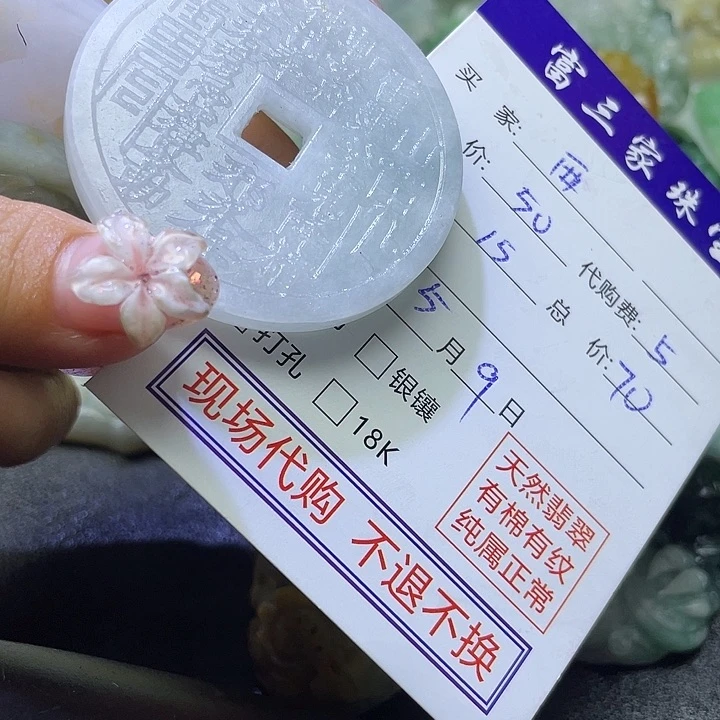 富三家珠宝
买 家: 再
价: 50 代购费: 5
15 总 价: 70
5月9日
打孔 银镶
18K
现场代购 不退不换
天然翡翠
有棉有纹
纯属正常